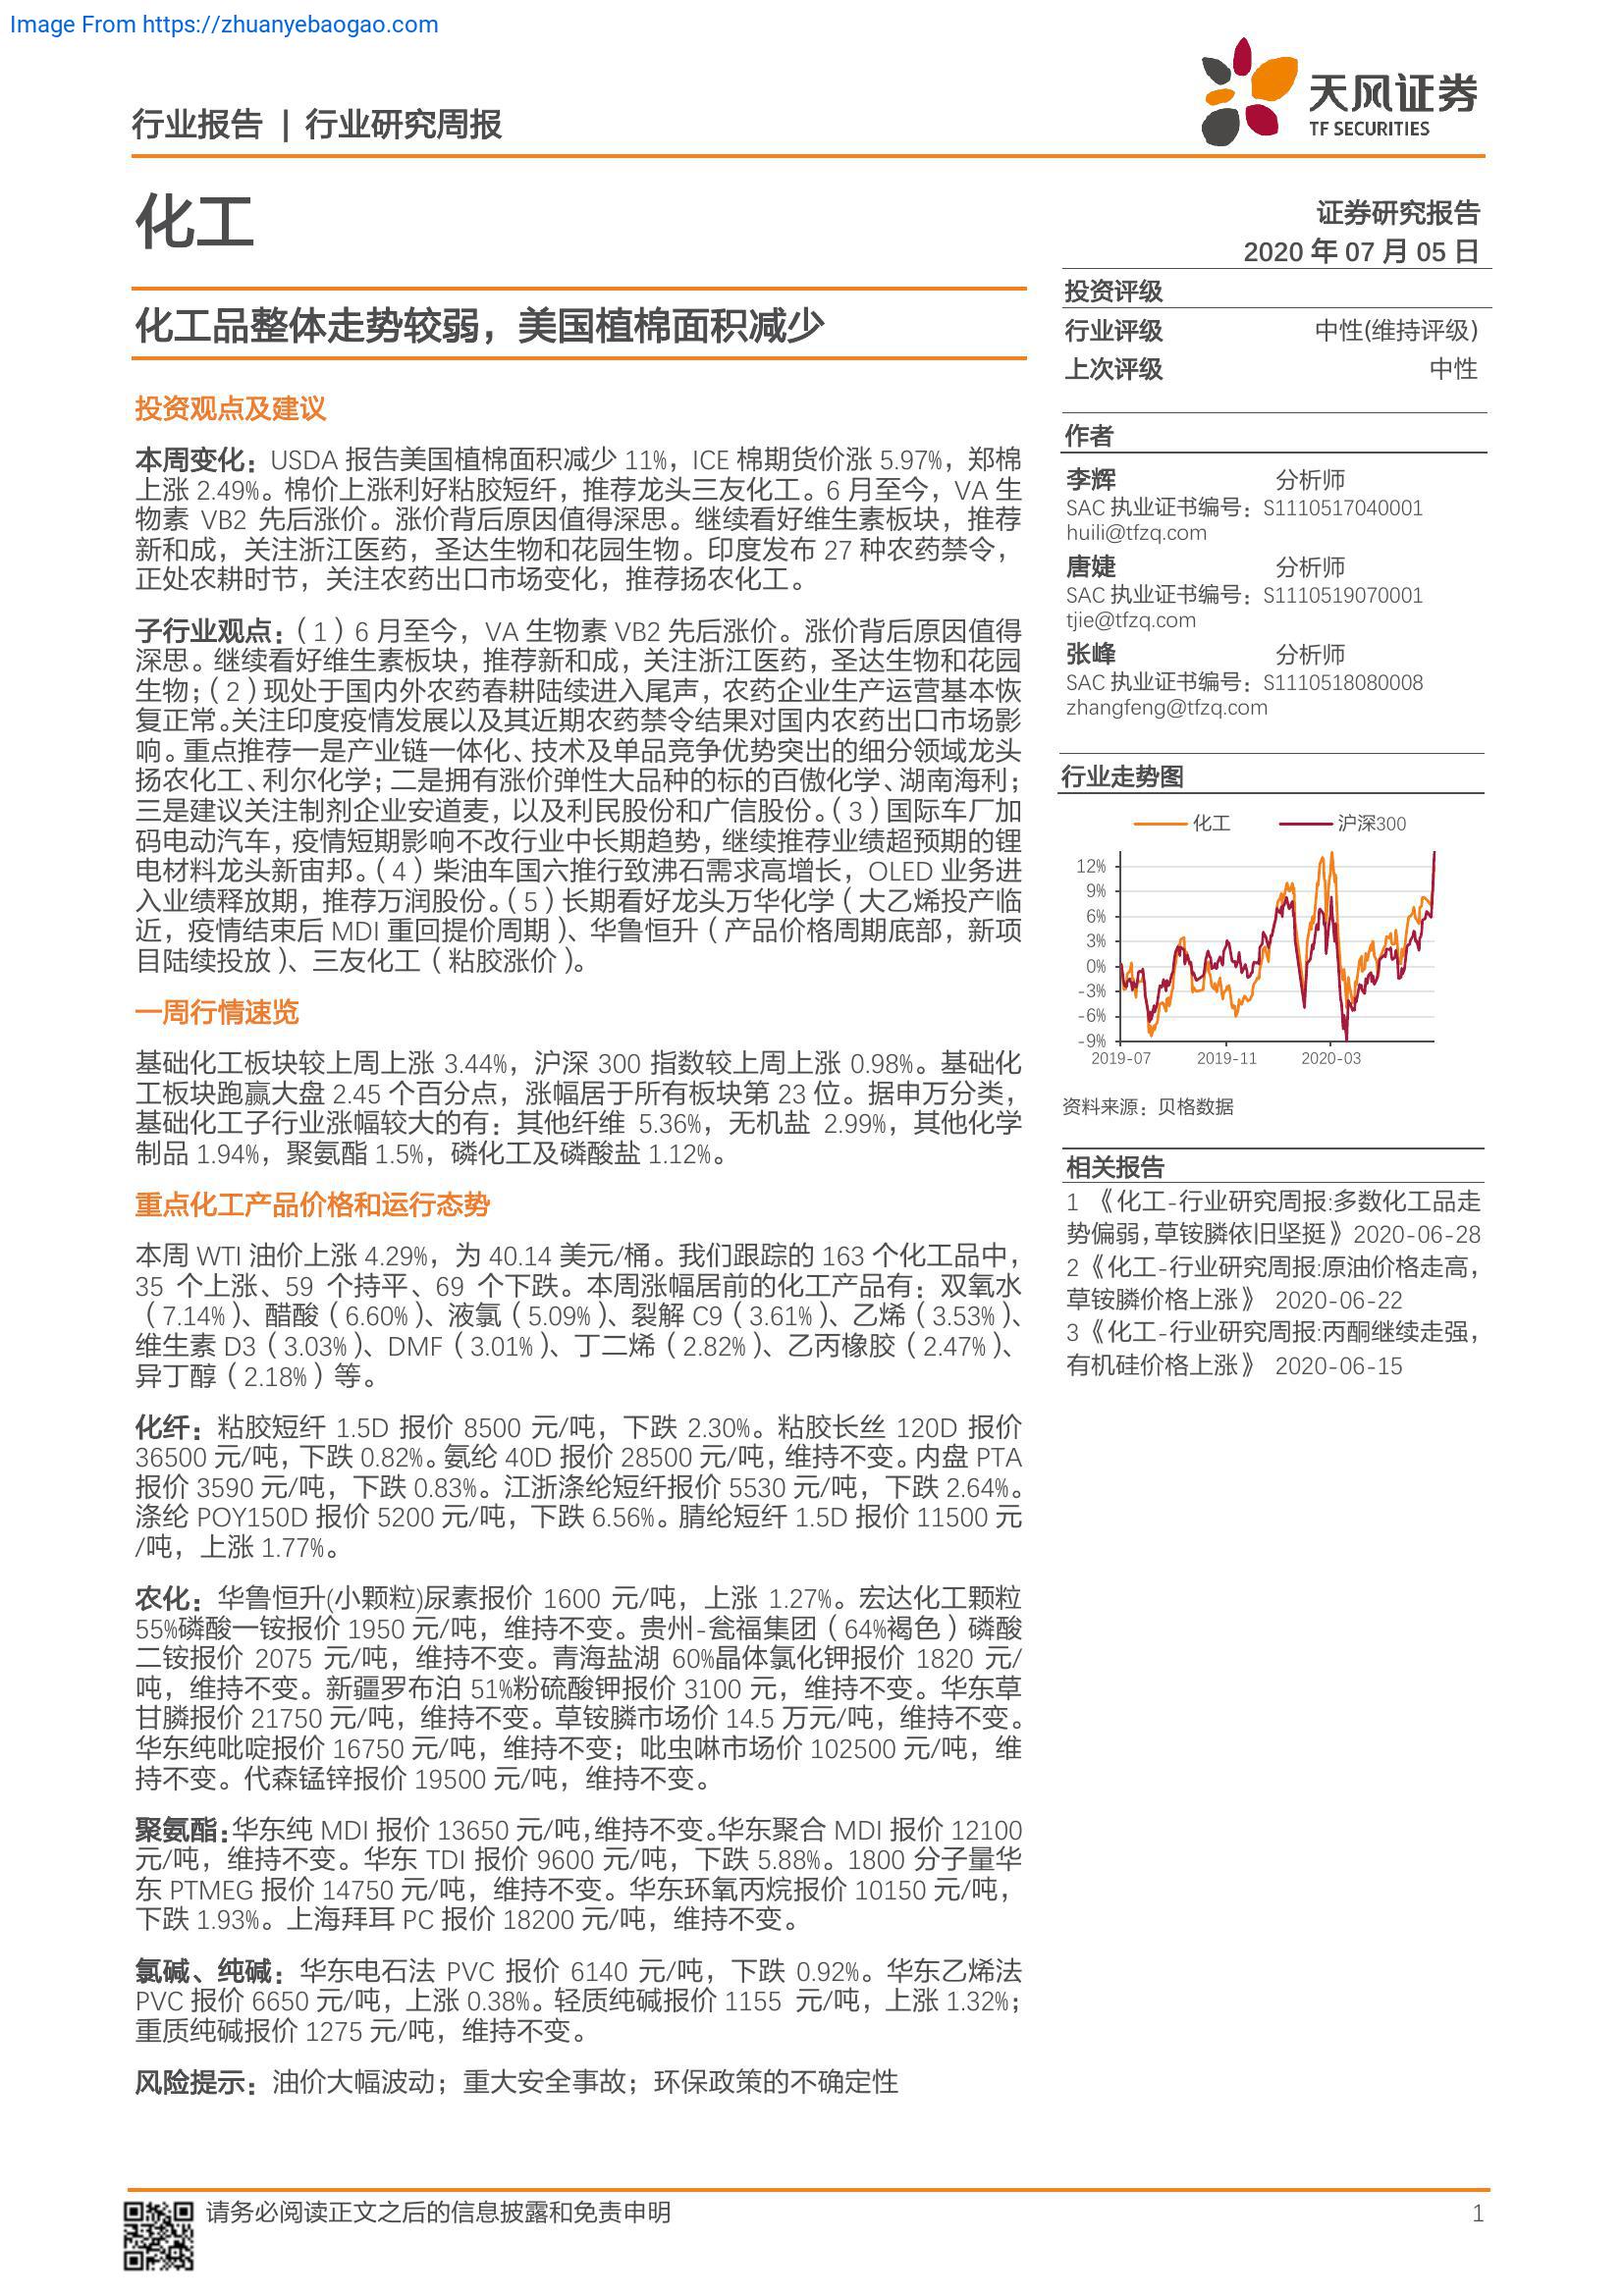 Image From https://zhuanyebaogao.com
天风证券
TF SECURITIES
行业报告 | 行业研究周报
化工
证券研究报告
2020 年 07 月 05 日
投资评级
行业评级 中性(维持评级)
上次评级 中性
化工品整体走势较弱，美国植棉面积减少
投资观点及建议
本周变化：USDA 报告美国植棉面积减少 11%，ICE 棉期货价涨 5.97%，郑棉
上涨 2.49%。棉价上涨利好粘胶短纤，推荐龙头三友化工。6 月至今，VA 生
物素 VB2 先后涨价。涨价背后原因值得深思。继续看好维生素板块，推荐
新和成，关注浙江医药，圣达生物和花园生物。印度发布 27 种农药禁令，
正处农耕时节，关注农药出口市场变化，推荐扬农化工。
子行业观点：（1）6 月至今，VA 生物素 VB2 先后涨价。涨价背后原因值得
深思。继续看好维生素板块，推荐新和成，关注浙江医药，圣达生物和花园
生物；（2）现处于国内外农药春耕陆续进入尾声，农药企业生产运营基本恢
复正常。关注印度疫情发展以及其近期农药禁令结果对国内农药出口市场影
响。重点推荐一是产业链一体化、技术及单品竞争优势突出的细分领域龙头
扬农化工、利尔化学；二是拥有涨价弹性大品种的标的百傲化学、湖南海利；
三是建议关注制剂企业安道麦，以及利民股份和广信股份。（3）国际车厂加
码电动汽车，疫情短期影响不改行业中长期趋势，继续推荐业绩超预期的锂
电材料龙头新宙邦。（4）柴油车国六推行致沸石需求高增长，OLED 业务进
入业绩释放期，推荐万润股份。（5）长期看好龙头万华化学（大乙烯投产临
近，疫情结束后 MDI 重回提价周期）、华鲁恒升（产品价格周期底部，新项
目陆续投放）、三友化工（粘胶涨价）。
一周行情速览
基础化工板块较上周上涨 3.44%，沪深 300 指数较上周上涨 0.98%。基础化
工板块跑赢大盘 2.45 个百分点，涨幅居于所有板块第 23 位。据申万分类，
基础化工子行业涨幅较大的有：其他纤维 5.36%，无机盐 2.99%，其他化学
制品 1.94%，聚氨酯 1.5%，磷化工及磷酸盐 1.12%。
重点化工产品价格和运行态势
本周 WTI 油价上涨 4.29%，为 40.14 美元/桶。我们跟踪的 163 个化工品中，
35 个上涨、59 个持平、69 个下跌。本周涨幅居前的化工产品有：双氧水
（7.14%）、醋酸（6.60%）、液氯（5.09%）、裂解 C9（3.61%）、乙烯（3.53%）、
维生素 D3（3.03%）、DMF（3.01%）、丁二烯（2.82%）、乙丙橡胶（2.47%）、
异丁醇（2.18%）等。
化纤：粘胶短纤 1.5D 报价 8500 元/吨，下跌 2.30%。粘胶长丝 120D 报价
36500 元/吨，下跌 0.82%。氨纶 40D 报价 28500 元/吨，维持不变。内盘 PTA
报价 3590 元/吨，下跌 0.83%。江浙涤纶短纤报价 5530 元/吨，下跌 2.64%。
涤纶 POY150D 报价 5200 元/吨，下跌 6.56%。腈纶短纤 1.5D 报价 11500 元
/吨，上涨 1.77%。
农化：华鲁恒升(小颗粒)尿素报价 1600 元/吨，上涨 1.27%。宏达化工颗粒
55%磷酸一铵报价 1950 元/吨，维持不变。贵州-瓮福集团（64%褐色）磷酸
二铵报价 2075 元/吨，维持不变。青海盐湖 60%晶体氯化钾报价 1820 元/
吨，维持不变。新疆罗布泊 51%粉硫酸钾报价 3100 元，维持不变。华东草
甘膦报价 21750 元/吨，维持不变。草铵膦市场价 14.5 万元/吨，维持不变。
华东纯吡啶报价 16750 元/吨，维持不变；吡虫啉市场价 102500 元/吨，维
持不变。代森锰锌报价 19500 元/吨，维持不变。
聚氨酯：华东纯 MDI 报价 13650 元/吨，维持不变。华东聚合 MDI 报价 12100
元/吨，维持不变。华东 TDI 报价 9600 元/吨，下跌 5.88%。1800 分子量华
东 PTMEG 报价 14750 元/吨，维持不变。华东环氧丙烷报价 10150 元/吨，
下跌 1.93%。上海拜耳 PC 报价 18200 元/吨，维持不变。
氯碱、纯碱：华东电石法 PVC 报价 6140 元/吨，下跌 0.92%。华东乙烯法
PVC 报价 6650 元/吨，上涨 0.38%。轻质纯碱报价 1155 元/吨，上涨 1.32%；
重质纯碱报价 1275 元/吨，维持不变。
风险提示：油价大幅波动；重大安全事故；环保政策的不确定性
作者
李辉 分析师
SAC 执业证书编号：S1110517040001
huili@tfzq.com
唐婕 分析师
SAC 执业证书编号：S1110519070001
tjie@tfzq.com
张峰 分析师
SAC 执业证书编号：S1110518080008
zhangfeng@tfzq.com
行业走势图
化工 沪深300
12%
9%
6%
3%
0%
-3%
-6%
-9%
2019-07 2019-11 2020-03
资料来源：贝格数据
相关报告
1 《化工-行业研究周报:多数化工品走
势偏弱,草铵膦依旧坚挺》2020-06-28
2《化工-行业研究周报:原油价格走高，
草铵膦价格上涨》 2020-06-22
3《化工-行业研究周报:丙酮继续走强，
有机硅价格上涨》 2020-06-15
请务必阅读正文之后的信息披露和免责申明 1